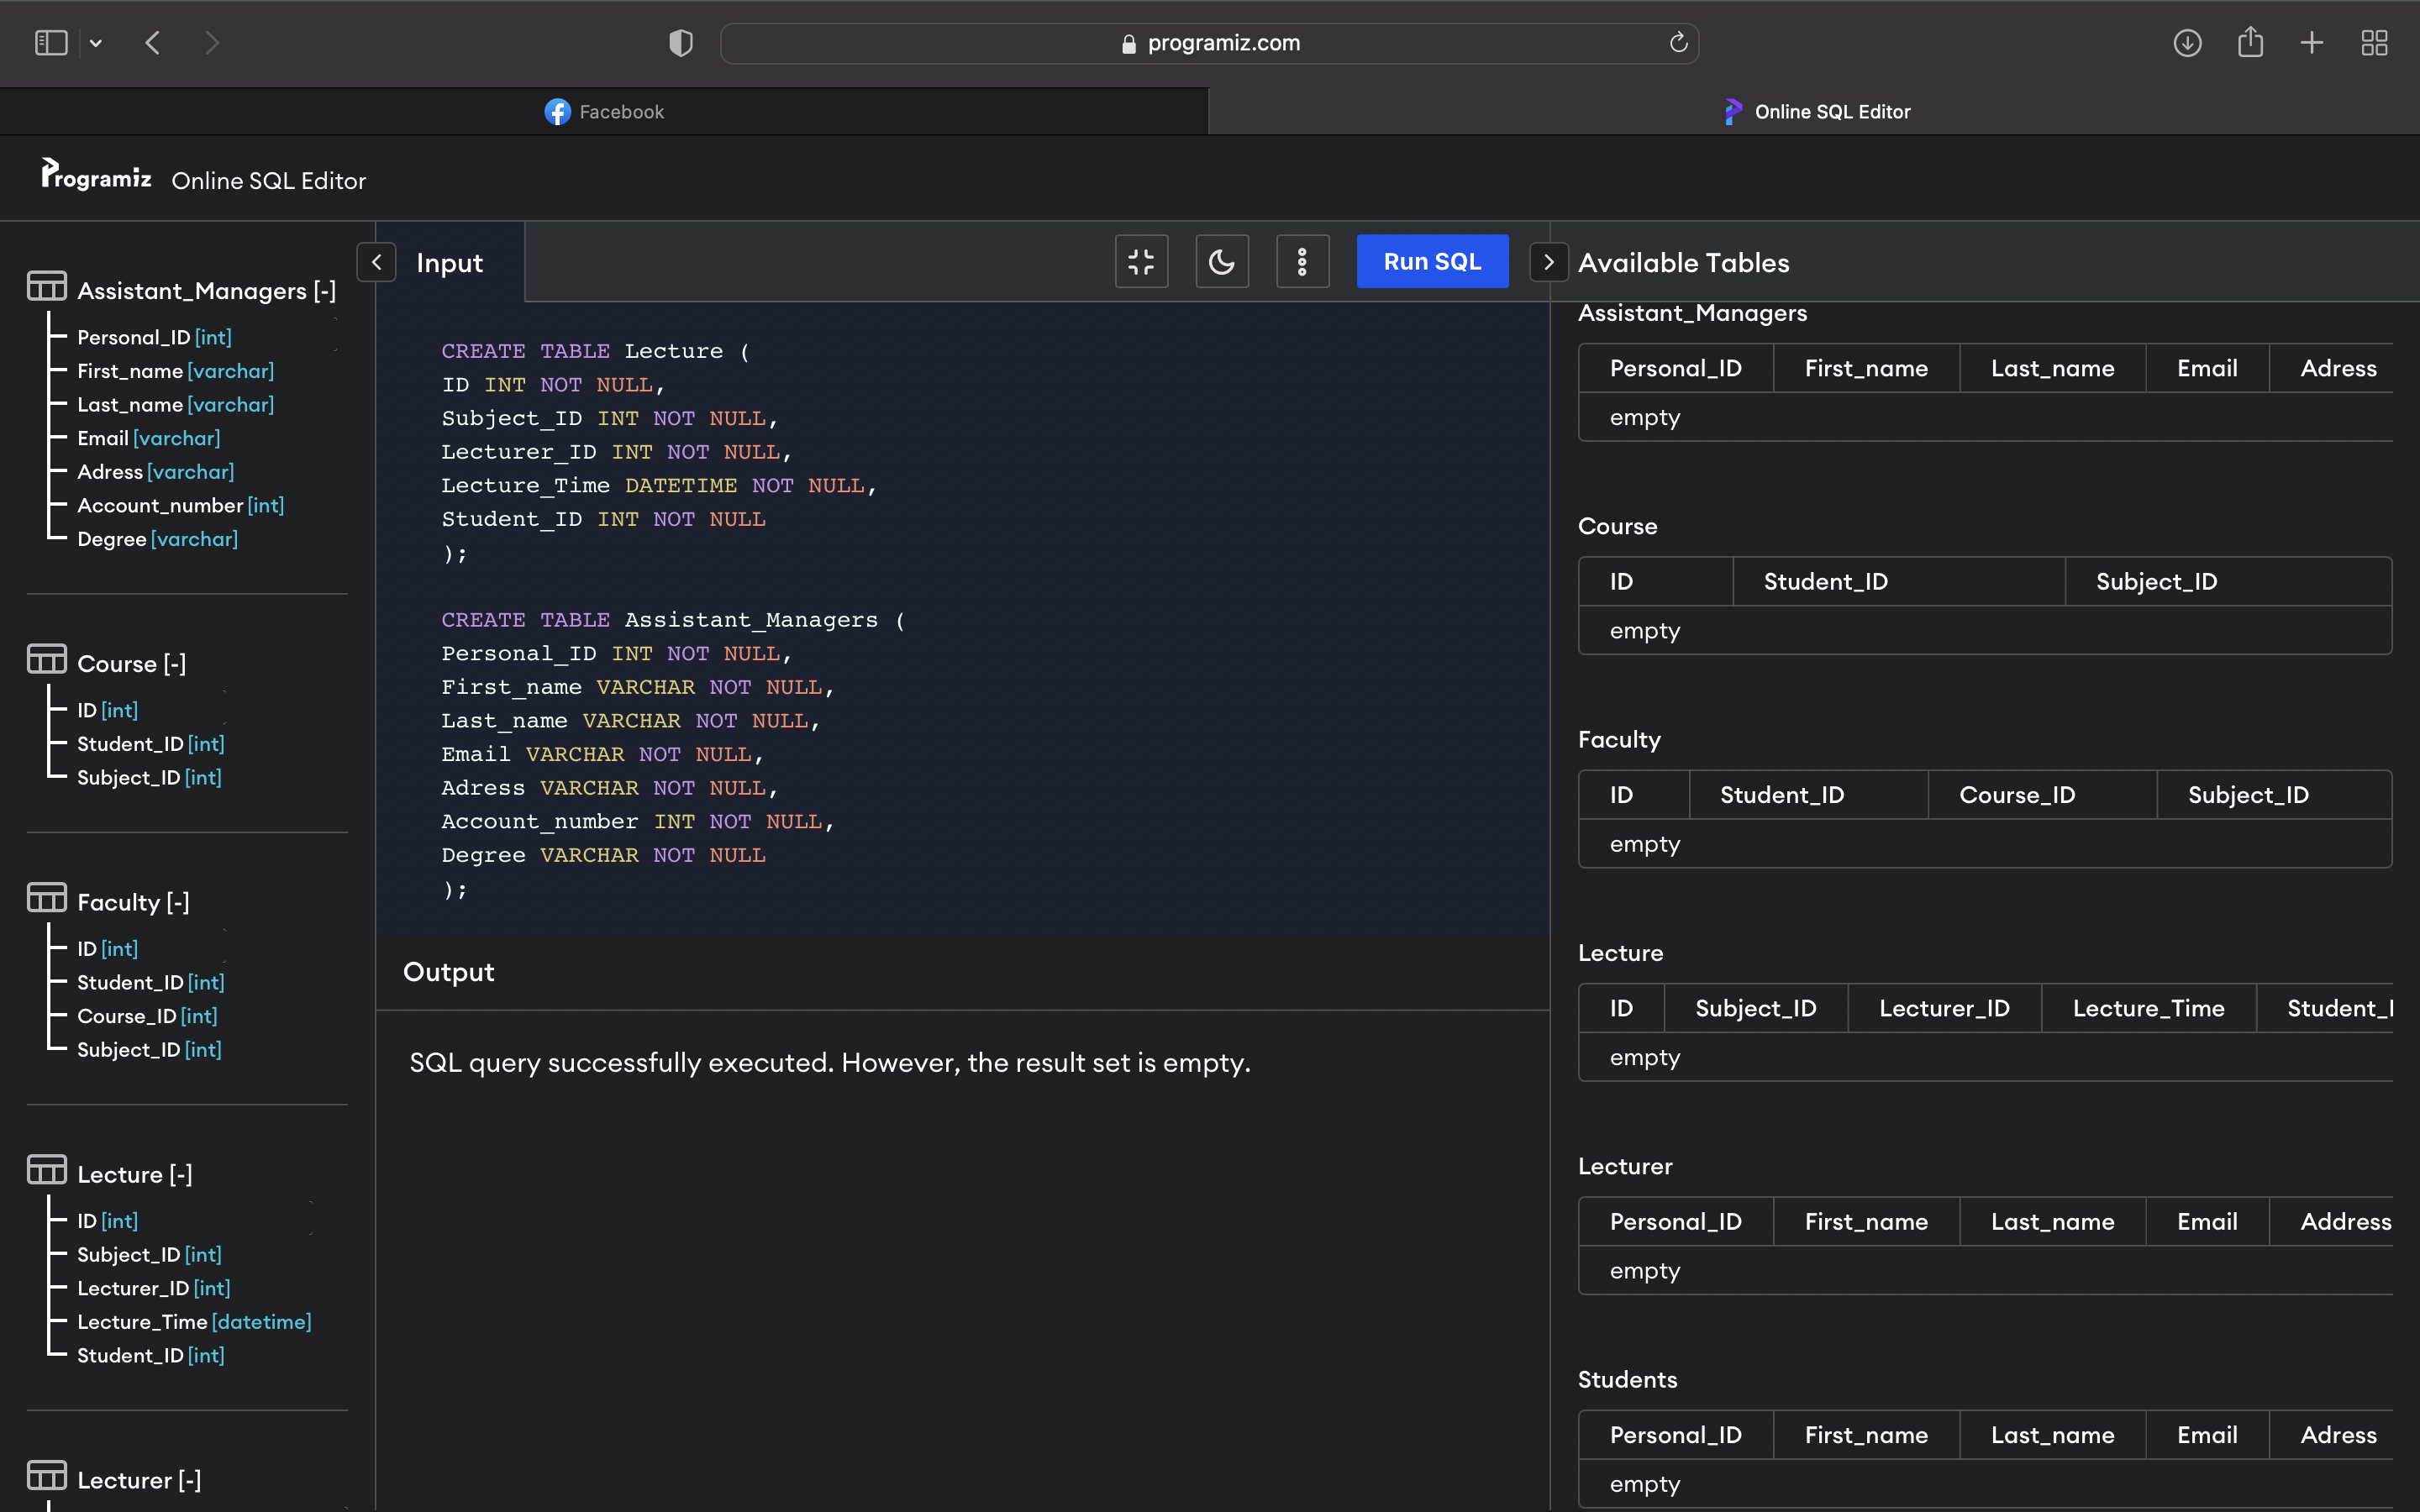 programiz.com
Facebook
Online SQL Editor
Programiz Online SQL Editor
Assistant_Managers [-]
Personal_ID [int]
First_name [varchar]
Last_name [varchar]
Email [varchar]
Adress [varchar]
Account_number [int]
Degree [varchar]
Course [-]
ID [int]
Student_ID [int]
Subject_ID [int]
Faculty [-]
ID [int]
Student_ID [int]
Course_ID [int]
Subject_ID [int]
Lecture [-]
ID [int]
Subject_ID [int]
Lecturer_ID [int]
Lecture_Time [datetime]
Student_ID [int]
Lecturer [-]
Input
Run SQL
CREATE TABLE Lecture (
ID INT NOT NULL,
Subject_ID INT NOT NULL,
Lecturer_ID INT NOT NULL,
Lecture_Time DATETIME NOT NULL,
Student_ID INT NOT NULL
);
CREATE TABLE Assistant_Managers (
Personal_ID INT NOT NULL,
First_name VARCHAR NOT NULL,
Last_name VARCHAR NOT NULL,
Email VARCHAR NOT NULL,
Adress VARCHAR NOT NULL,
Account_number INT NOT NULL,
Degree VARCHAR NOT NULL
);
Output
SQL query successfully executed. However, the result set is empty.
Available Tables
Assistant_Managers
Personal_ID First_name Last_name Email Adress
empty
Course
ID Student_ID Subject_ID
empty
Faculty
ID Student_ID Course_ID Subject_ID
empty
Lecture
ID Subject_ID Lecturer_ID Lecture_Time Student_I
empty
Lecturer
Personal_ID First_name Last_name Email Address
empty
Students
Personal_ID First_name Last_name Email Adress
empty